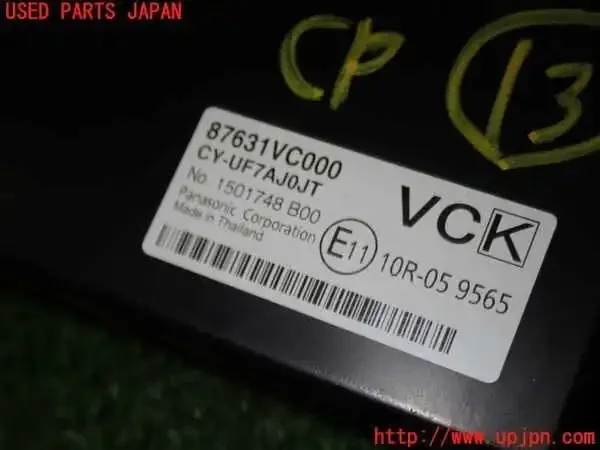 USED PARTS JAPAN
CP 13
87631VC000
CY-UF7AJ0JT
No. 1501748 B00
Panasonic Corporation
Made in Thailand
VCK
E11 10R-05 9565
http://www.upjpn.com/